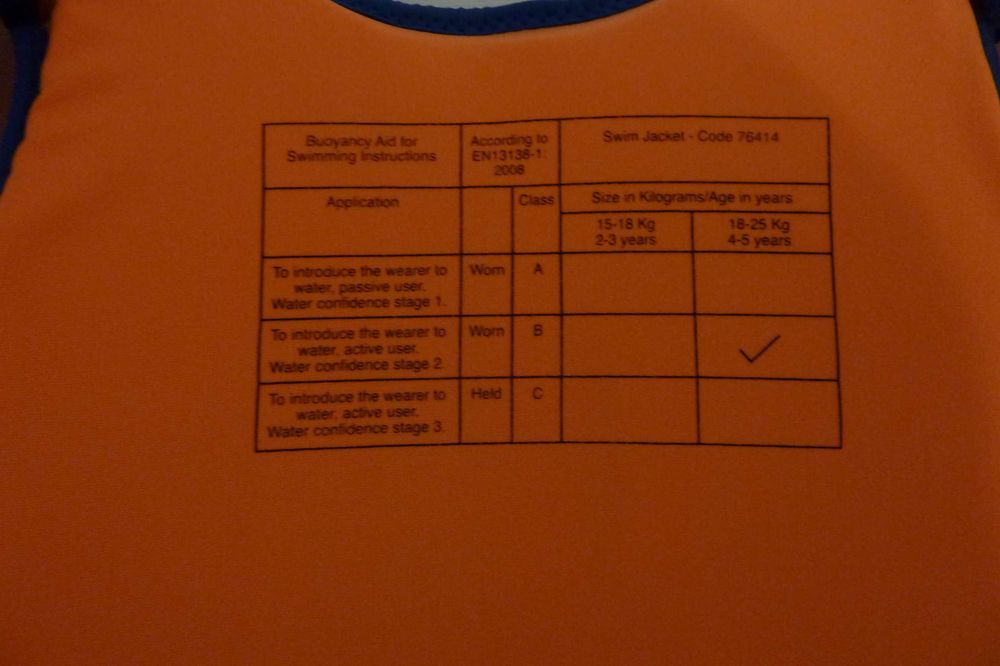 Buoyancy Aid for
Swimming Instructions
According to
EN13138-1:
2008
Swim Jacket - Code 76414
Application
Class
Size in Kilograms/Age in years
15-18 Kg
2-3 years
18-25 Kg
4-5 years
To introduce the wearer to
water, passive user.
Water confidence stage 1.
Worn
A
To introduce the wearer to
water, active user.
Water confidence stage 2.
Worn
B
To introduce the wearer to
water, active user.
Water confidence stage 3.
Held
C